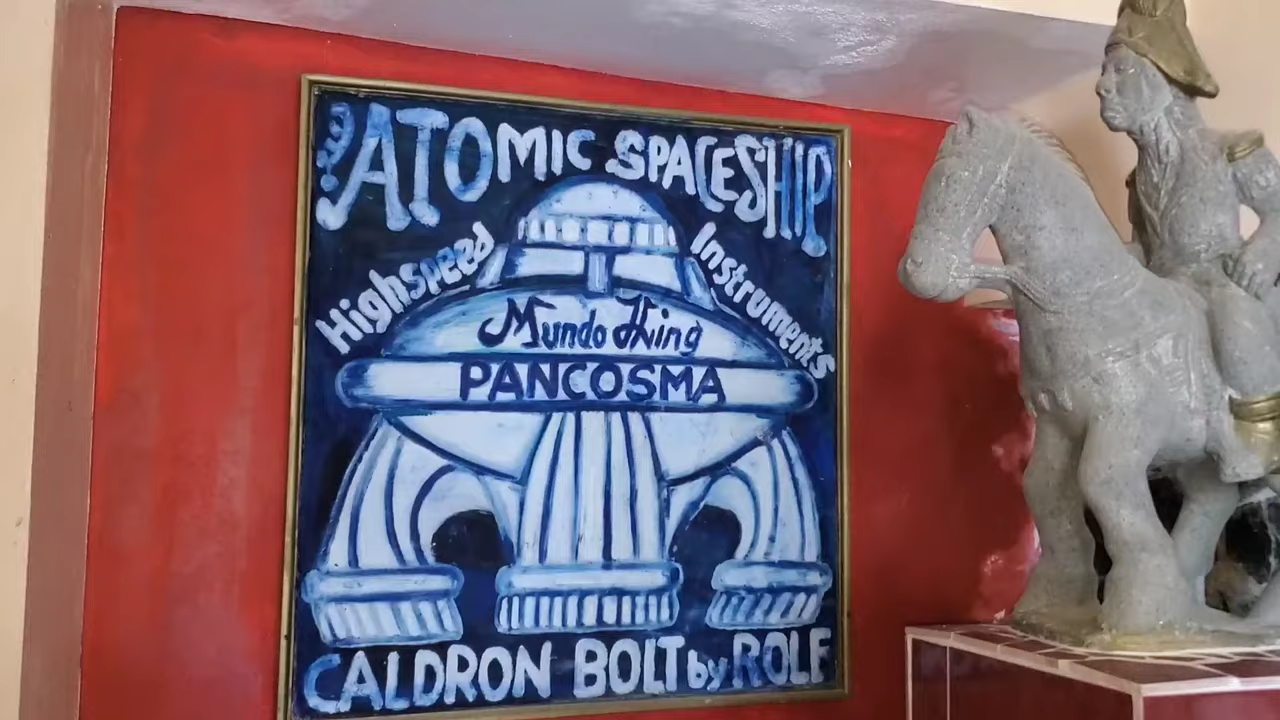 ATOMIC SPACESHIP
Highspeed Instruments
Mundo King
PANCOSMA
CALDRON BOLT by ROLF